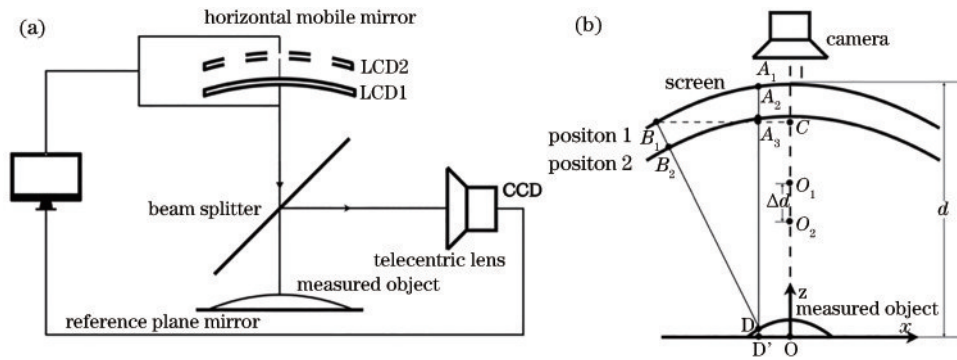 (a)
horizontal mobile mirror
LCD2
LCD1
beam splitter
CCD
telecentric lens
measured object
reference plane mirror
(b)
camera
screen
A₁
A₂
A₃
positon 1
positon 2
B₁
B₂
C
O₁
Δd
O₂
d
z
measured object
D
x
D'
O